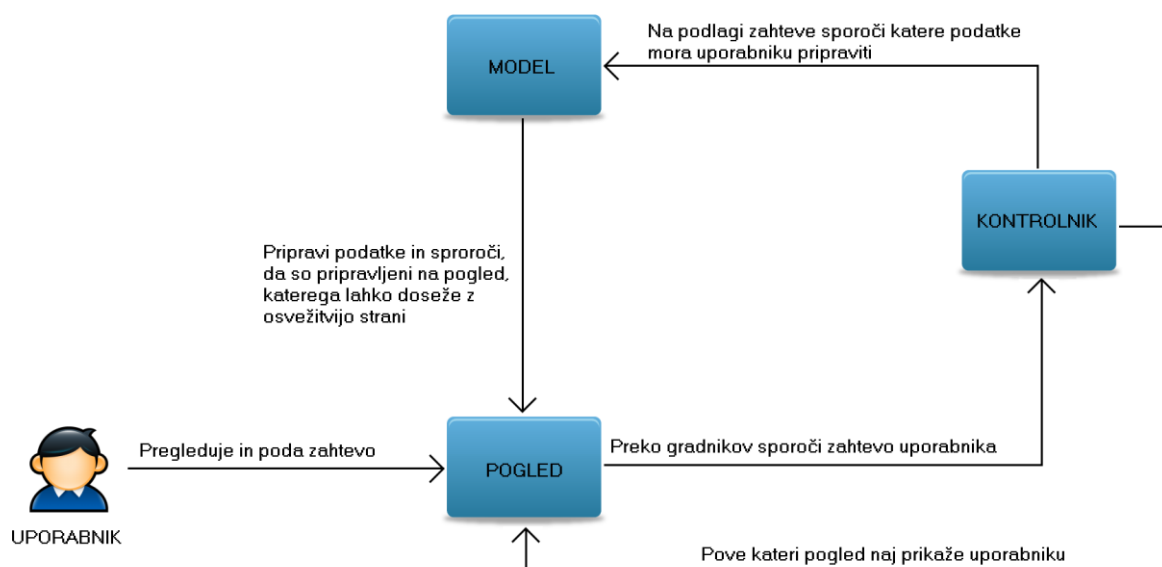 Na podlagi zahteve sporoči katere podatke
mora uporabniku pripraviti
MODEL
KONTROLNIK
Pripravi podatke in sproroči,
da so pripravljeni na pogled,
katerega lahko doseže z
osvežitvijo strani
Pregleduje in poda zahtevo
Preko gradnikov sporoči zahtevo uporabnika
POGLED
UPORABNIK
Pove kateri pogled naj prikaže uporabniku